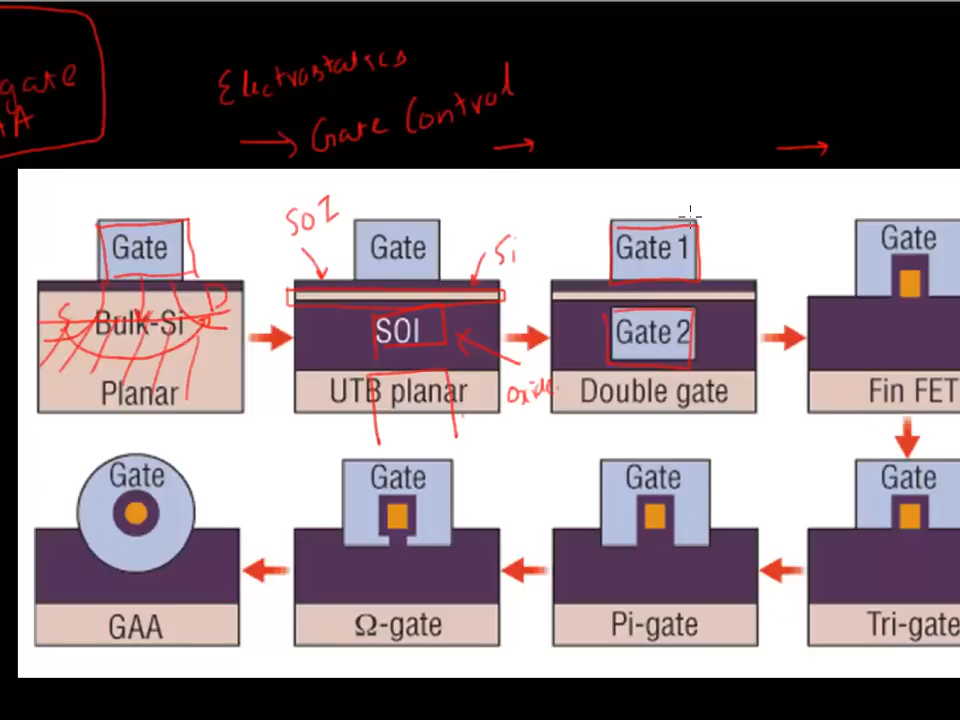 gate
Electrostatics
→ Gate Control → →
SOI
Si
Gate Gate Gate 1 Gate
S D
Bulk-Si SOI Gate 2
Planar UTB planar Double gate Fin FET
oxide
Gate Gate Gate Gate
GAA Ω-gate Pi-gate Tri-gate